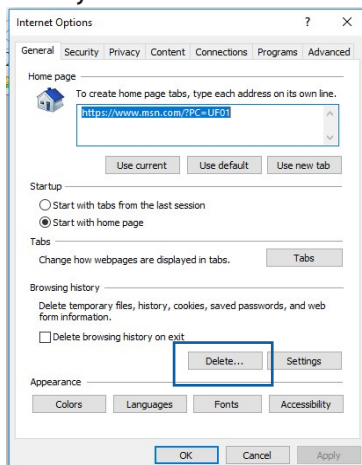 Internet Options
?
General Security Privacy Content Connections Programs Advanced
Home page
To create home page tabs, type each address on its own line.
https://www.msn.com/?PC=UF01
Use current Use default Use new tab
Startup
Start with tabs from the last session
Start with home page
Tabs
Change how webpages are displayed in tabs. Tabs
Browsing history
Delete temporary files, history, cookies, saved passwords, and web
form information.
Delete browsing history on exit
Delete... Settings
Appearance
Colors Languages Fonts Accessibility
OK Cancel Apply